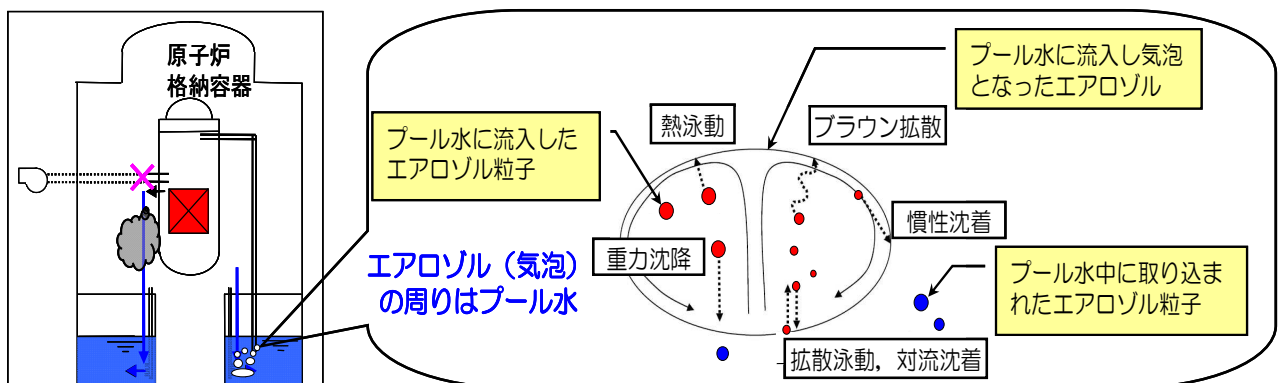 原子炉
格納容器
プール水に流入した
エアロゾル粒子
エアロゾル（気泡）
の周りはプール水
熱泳動
ブラウン拡散
プール水に流入し気泡
となったエアロゾル
重力沈降
慣性沈着
プール水中に取り込ま
れたエアロゾル粒子
拡散泳動，対流沈着